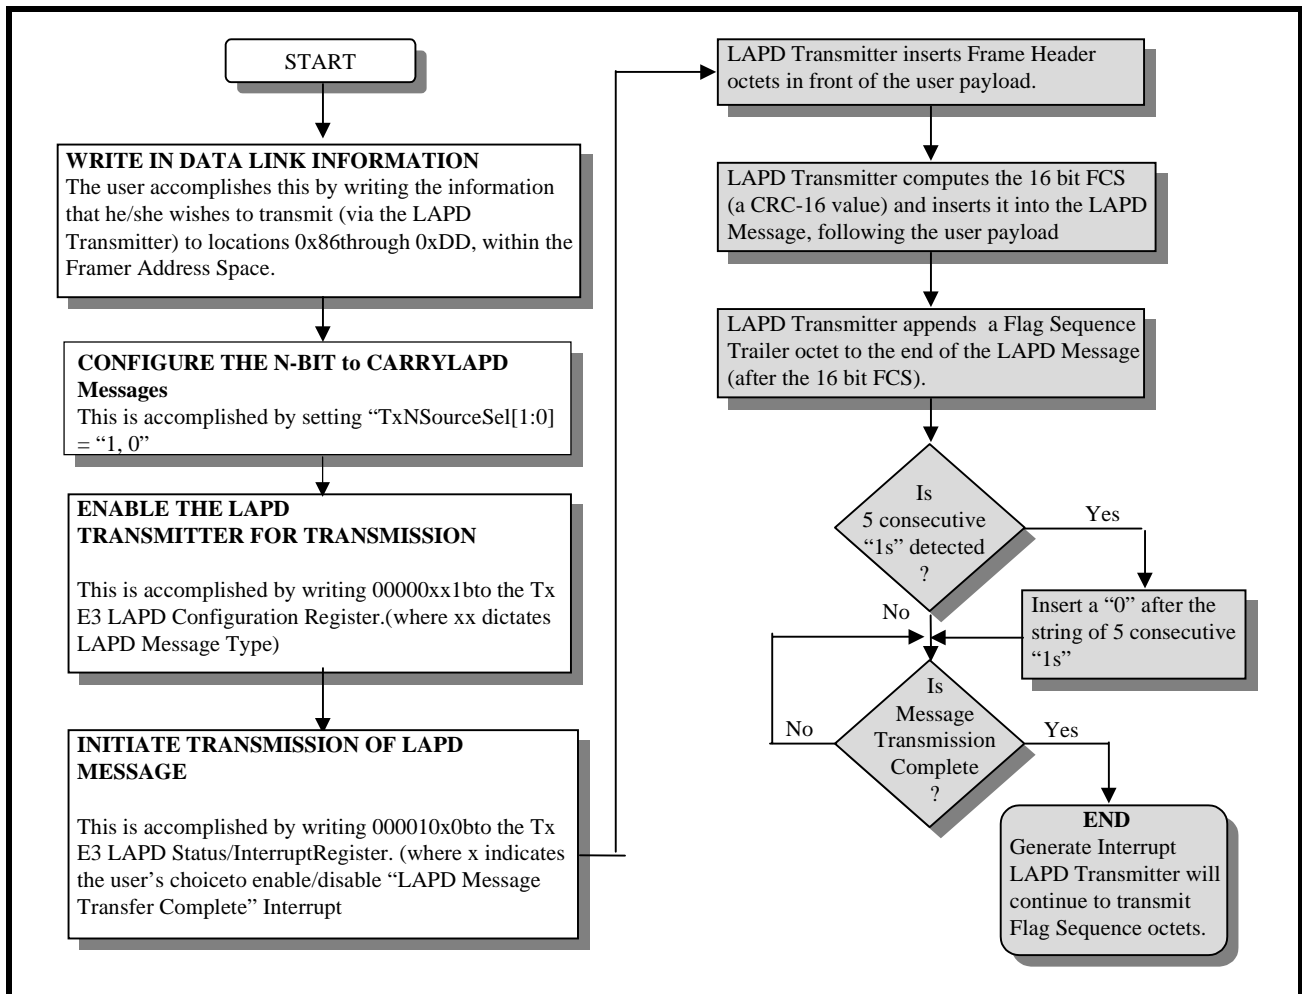 START
WRITE IN DATA LINK INFORMATION
The user accomplishes this by writing the information
that he/she wishes to transmit (via the LAPD
Transmitter) to locations 0x86through 0xDD, within the
Framer Address Space.
CONFIGURE THE N-BIT to CARRYLAPD
Messages
This is accomplished by setting “TxNSourceSel[1:0]
= “1, 0”
ENABLE THE LAPD
TRANSMITTER FOR TRANSMISSION
This is accomplished by writing 00000xx1bto the Tx
E3 LAPD Configuration Register.(where xx dictates
LAPD Message Type)
INITIATE TRANSMISSION OF LAPD
MESSAGE
This is accomplished by writing 000010x0bto the Tx
E3 LAPD Status/InterruptRegister. (where x indicates
the user’s choiceto enable/disable “LAPD Message
Transfer Complete” Interrupt
LAPD Transmitter inserts Frame Header
octets in front of the user payload.
LAPD Transmitter computes the 16 bit FCS
(a CRC-16 value) and inserts it into the LAPD
Message, following the user payload
LAPD Transmitter appends  a Flag Sequence
Trailer octet to the end of the LAPD Message
(after the 16 bit FCS).
Is
5 consecutive
“1s” detected
?
Yes
No
Insert a “0” after the
string of 5 consecutive
“1s”
Is
Message
Transmission
Complete
?
No
Yes
END
Generate Interrupt
LAPD Transmitter will
continue to transmit
Flag Sequence octets.